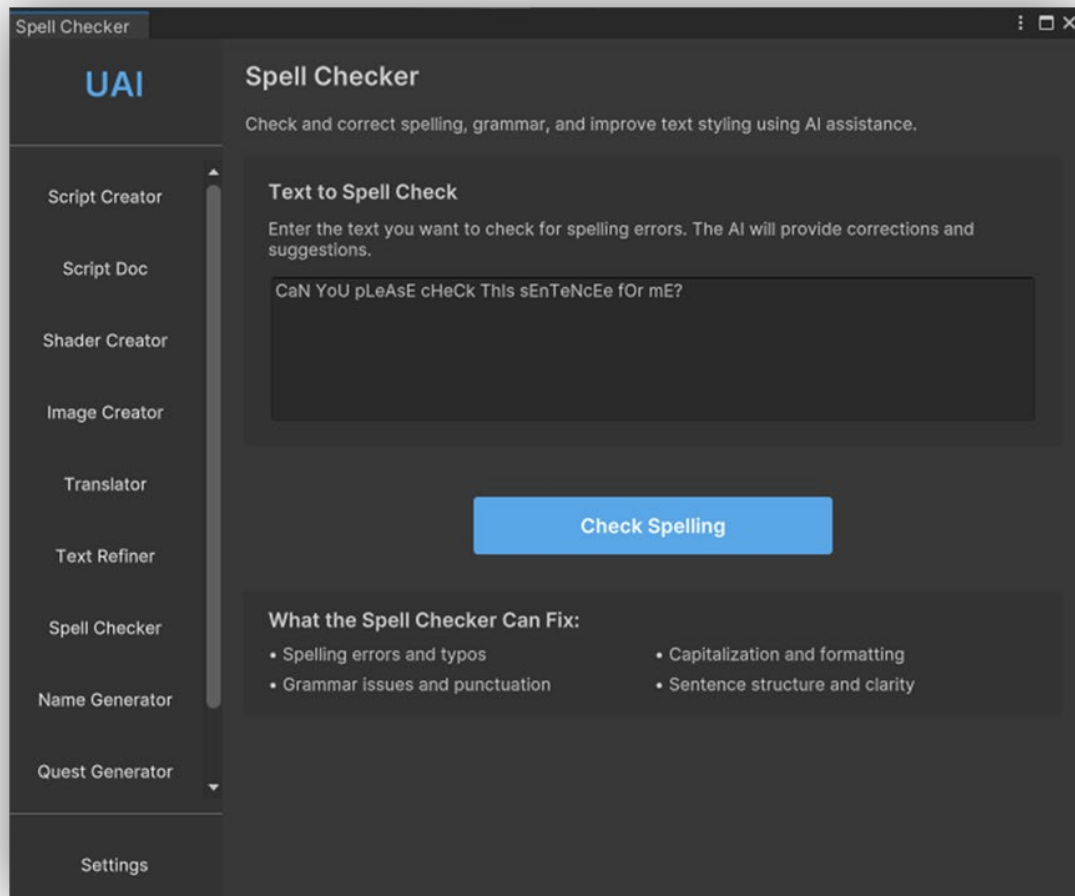 Spell Checker
UAI
Script Creator
Script Doc
Shader Creator
Image Creator
Translator
Text Refiner
Spell Checker
Name Generator
Quest Generator
Settings
Spell Checker
Check and correct spelling, grammar, and improve text styling using AI assistance.
Text to Spell Check
Enter the text you want to check for spelling errors. The AI will provide corrections and
suggestions.
CaN YoU pLeAsE cHeCk ThIs sEnTeNcEe fOr mE?
Check Spelling
What the Spell Checker Can Fix:
• Spelling errors and typos
• Grammar issues and punctuation
• Capitalization and formatting
• Sentence structure and clarity